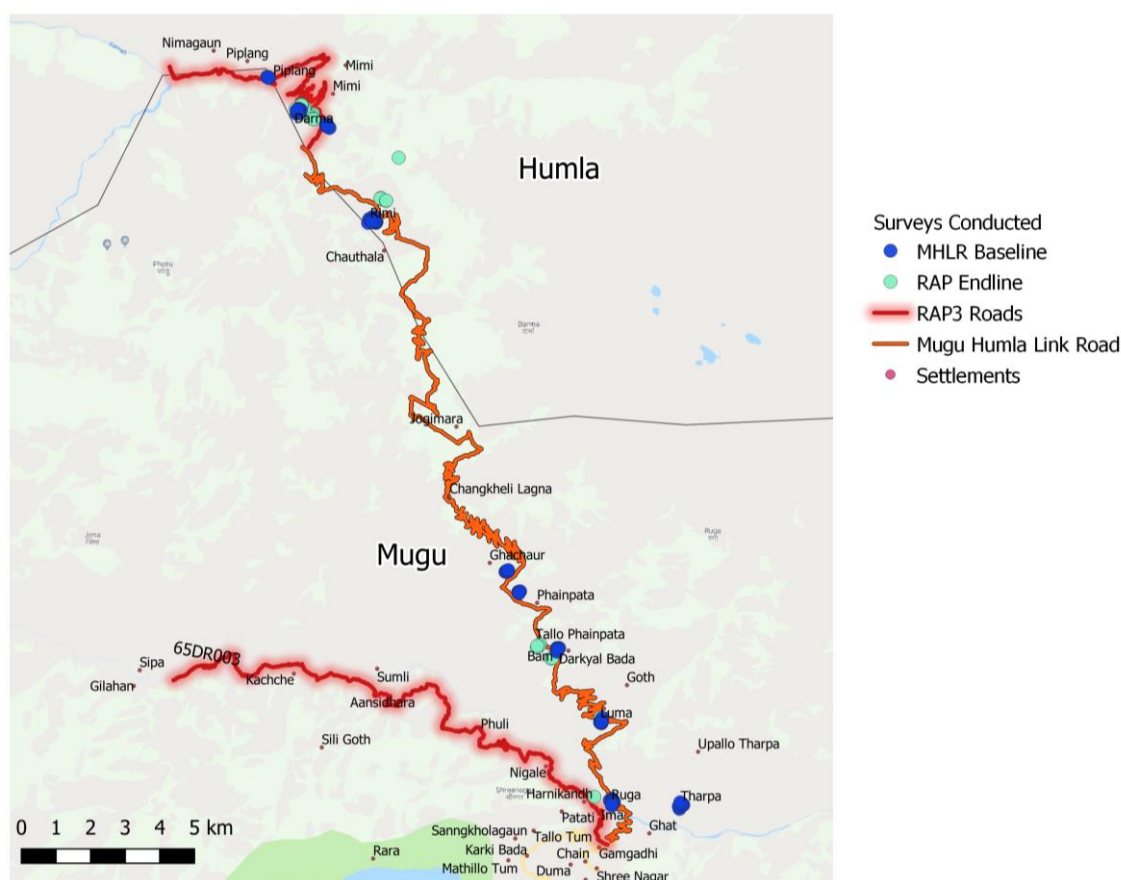 Nimagaun
Piplang
Mimi
Piplang
Mimi
Darma
Humla
Rimi
Chauthala
Darma
Jogimara
Changkheli Lagna
Mugu
Ghachaur
Phainpata
Tallo Phainpata
Bam
Darkyal Bada
65DR003
Sipa
Sumli
Goth
Gilahan
Kachche
Aansidhara
Luma
Phuli
Sili Goth
Upallo Tharpa
Nigale
Harnikandh
Ruga
Tharpa
Patati
Ima
Ghat
Sanngkholagaun
Tallo Tum
Karki Bada
Gamgadhi
Rara
Chain
Mathillo Tum
Duma
Shree Nagar
0 1 2 3 4 5 km
Surveys Conducted
MHLR Baseline
RAP Endline
RAP3 Roads
Mugu Humla Link Road
Settlements